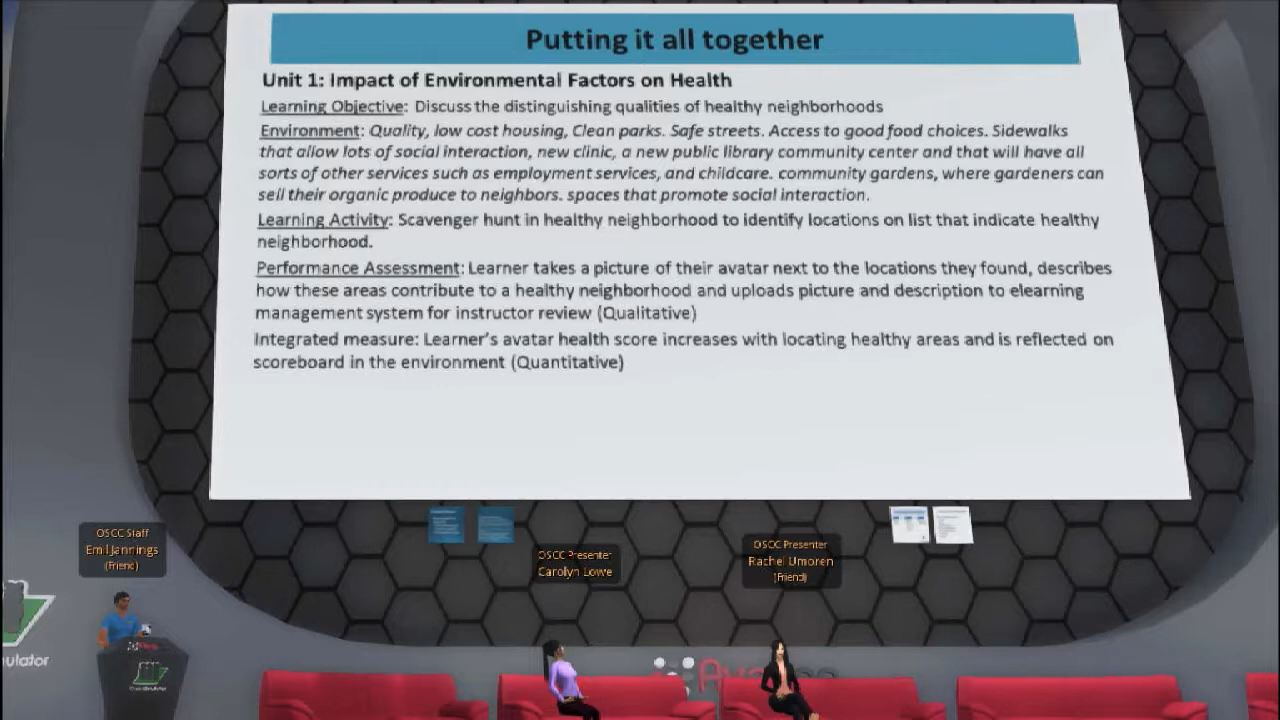 Putting it all together
Unit 1: Impact of Environmental Factors on Health
Learning Objective: Discuss the distinguishing qualities of healthy neighborhoods
Environment: Quality, low cost housing, Clean parks. Safe streets. Access to good food choices. Sidewalks
that allow lots of social interaction, new clinic, a new public library community center and that will have all
sorts of other services such as employment services, and childcare. community gardens, where gardeners can
sell their organic produce to neighbors. spaces that promote social interaction.
Learning Activity: Scavenger hunt in healthy neighborhood to identify locations on list that indicate healthy
neighborhood.
Performance Assessment: Learner takes a picture of their avatar next to the locations they found, describes
how these areas contribute to a healthy neighborhood and uploads picture and description to elearning
management system for instructor review (Qualitative)
Integrated measure: Learner's avatar health score increases with locating healthy areas and is reflected on
scoreboard in the environment (Quantitative)
OSCC Staff
Emil Jannings
(Friend)
OSCC Presenter
Carolyn Lowe
OSCC Presenter
Rachel Umoren
(Friend)
ulator